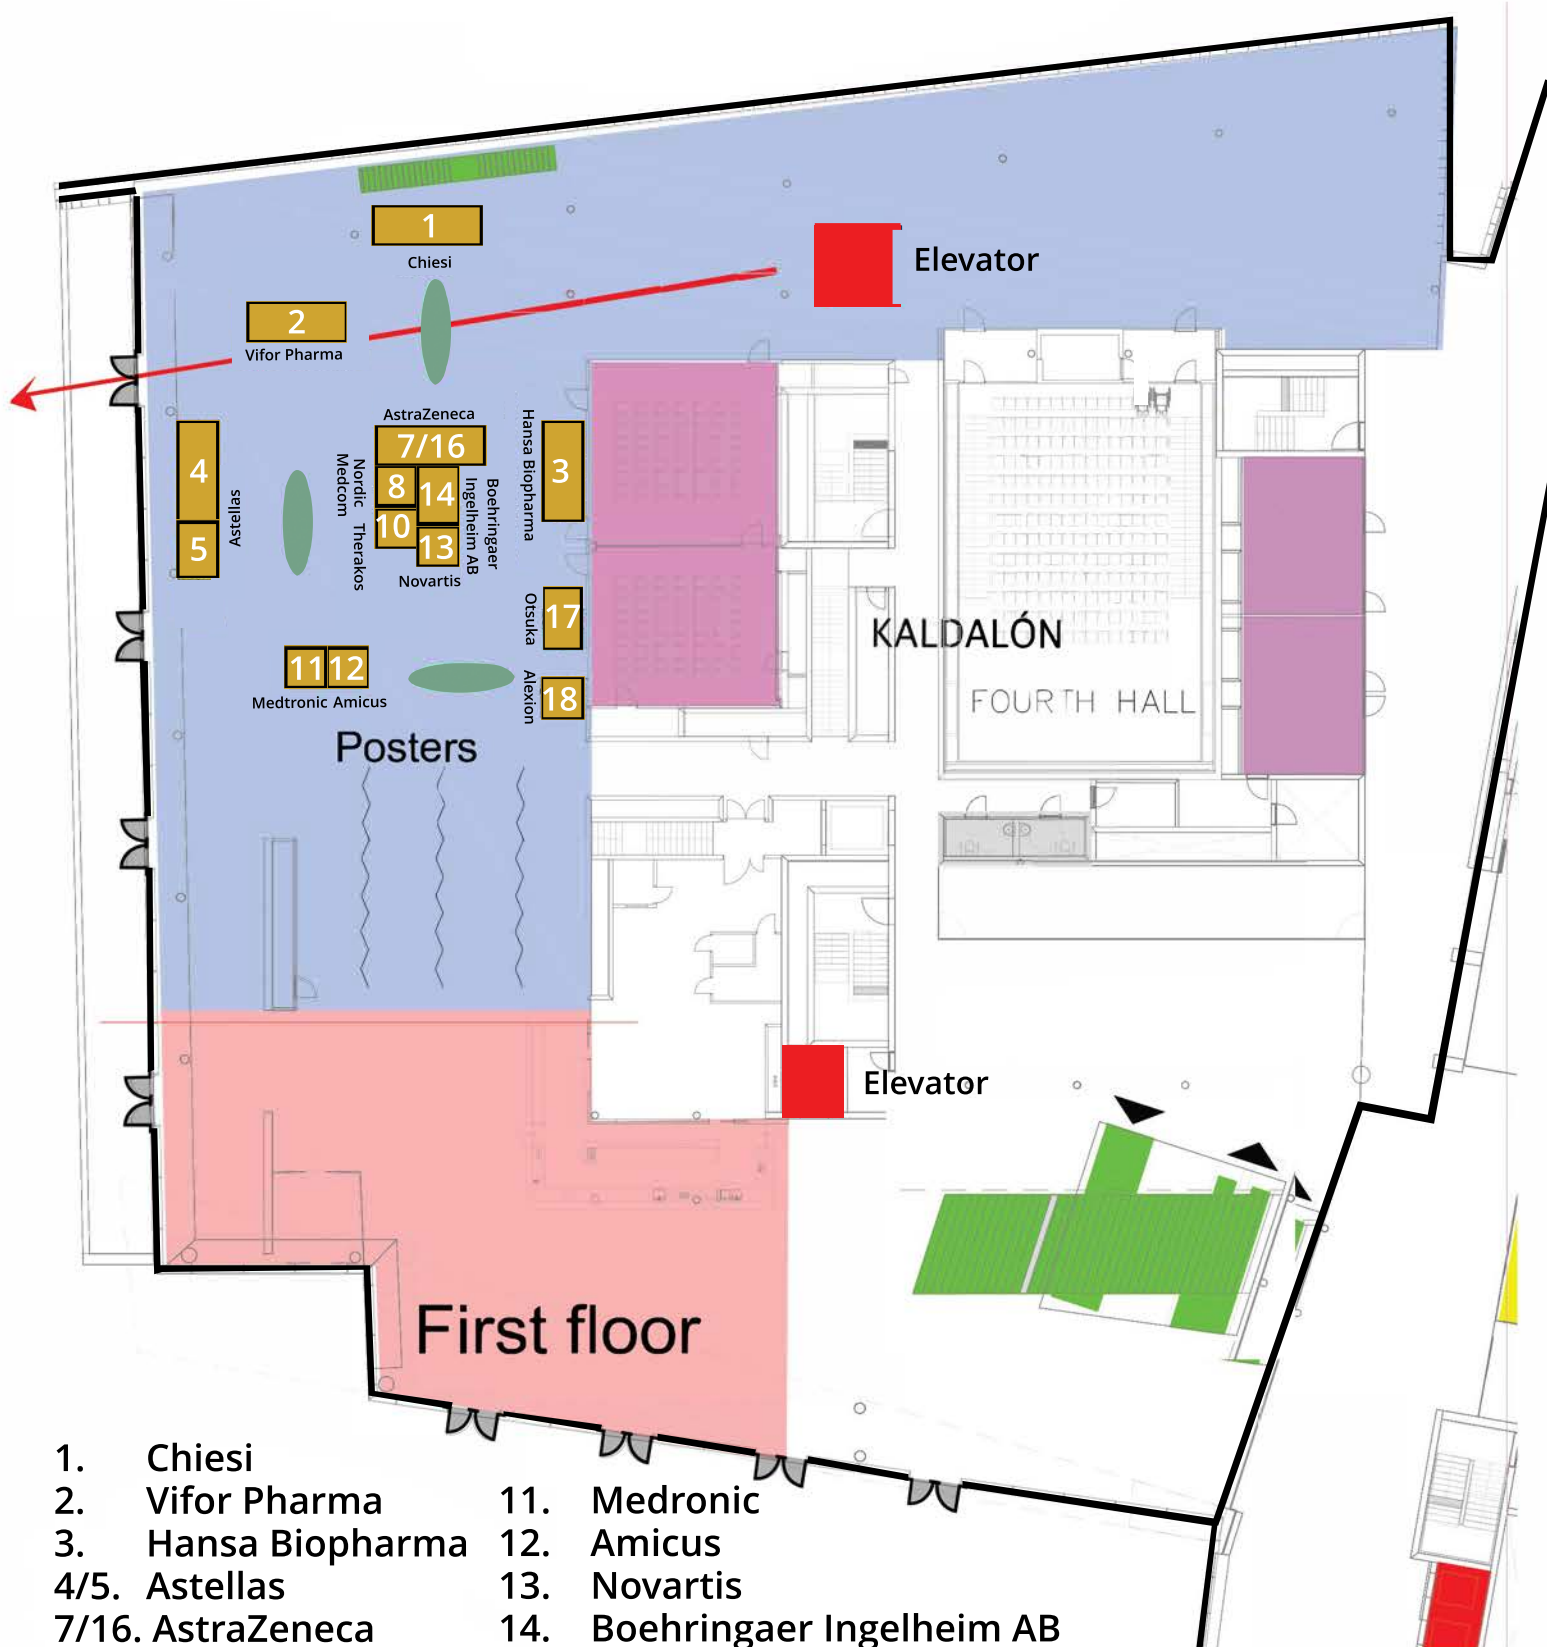 1
Chiesi
Elevator
2
Vifor Pharma
AstraZeneca
7/16
Hansa Biopharma
3
4
5
Astellas
Nordic
Medcom
8
14
Boehringaer
Ingelheim AB
10
Therakos
13
Novartis
17
Otsuka
KALDALÓN
11 12
Medtronic Amicus
18
Alexion
FOURTH HALL
Posters
Elevator
First floor
1. Chiesi
2. Vifor Pharma
3. Hansa Biopharma
4/5. Astellas
7/16. AstraZeneca
11. Medronic
12. Amicus
13. Novartis
14. Boehringaer Ingelheim AB